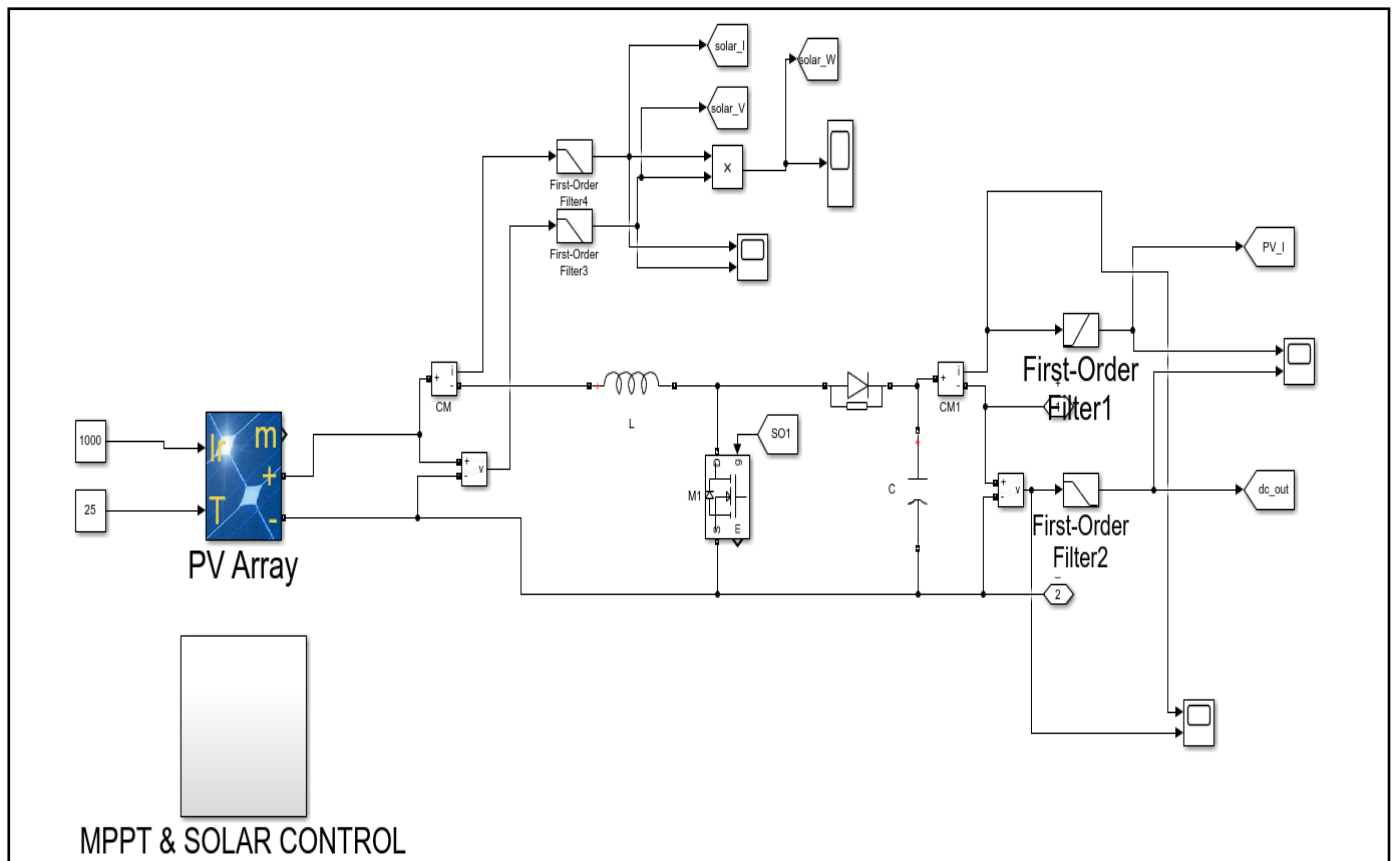 solar_I
solar_W
solar_V
×
First-Order
Filter4
First-Order
Filter3
PV_I
+
i
-
CM
L
+
i
-
CM1
First-Order
Filter1
+
1000
Ir
m
+
T
-
25
PV Array
+
-
v
SO1
D
g
M1
S
m
C
+
-
v
First-Order
Filter2
dc_out
–
2
MPPT & SOLAR CONTROL